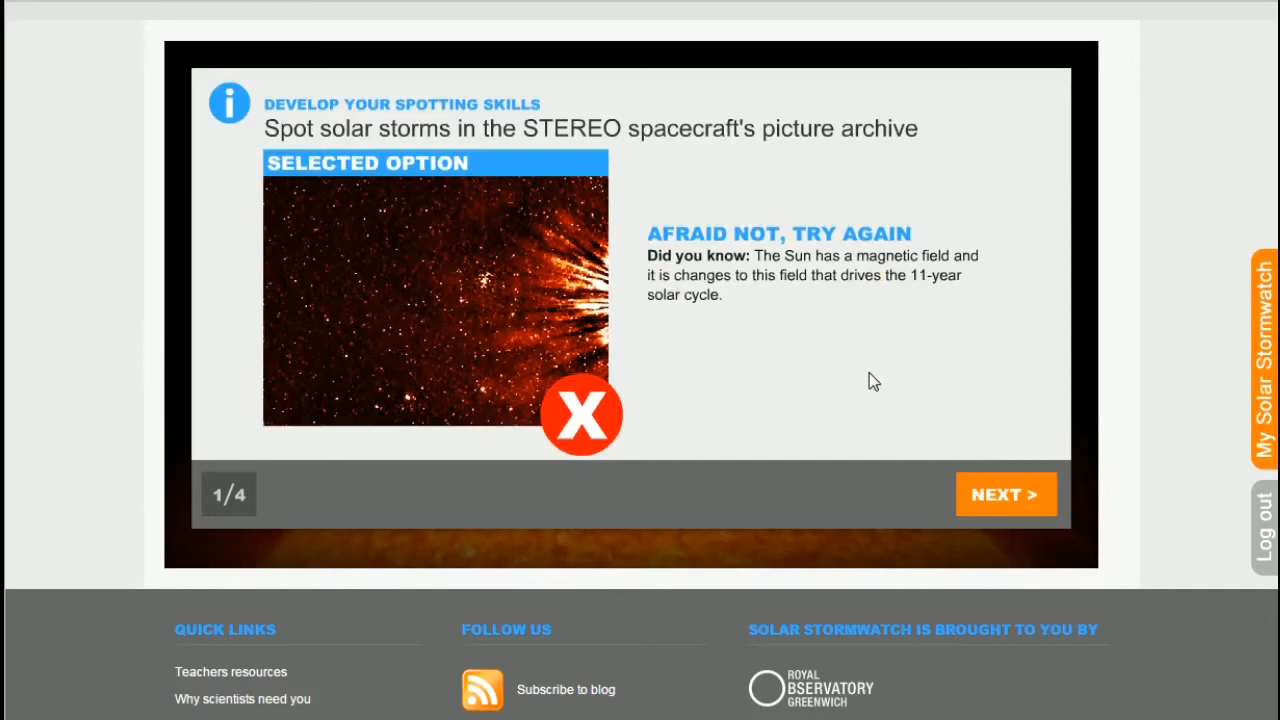 i
DEVELOP YOUR SPOTTING SKILLS
Spot solar storms in the STEREO spacecraft's picture archive
SELECTED OPTION
AFRAID NOT, TRY AGAIN
Did you know: The Sun has a magnetic field and
it is changes to this field that drives the 11-year
solar cycle.
X
1/4
NEXT >
My Solar Stormwatch
Log out
QUICK LINKS
Teachers resources
Why scientists need you
FOLLOW US
Subscribe to blog
SOLAR STORMWATCH IS BROUGHT TO YOU BY
ROYAL
OBSERVATORY
GREENWICH